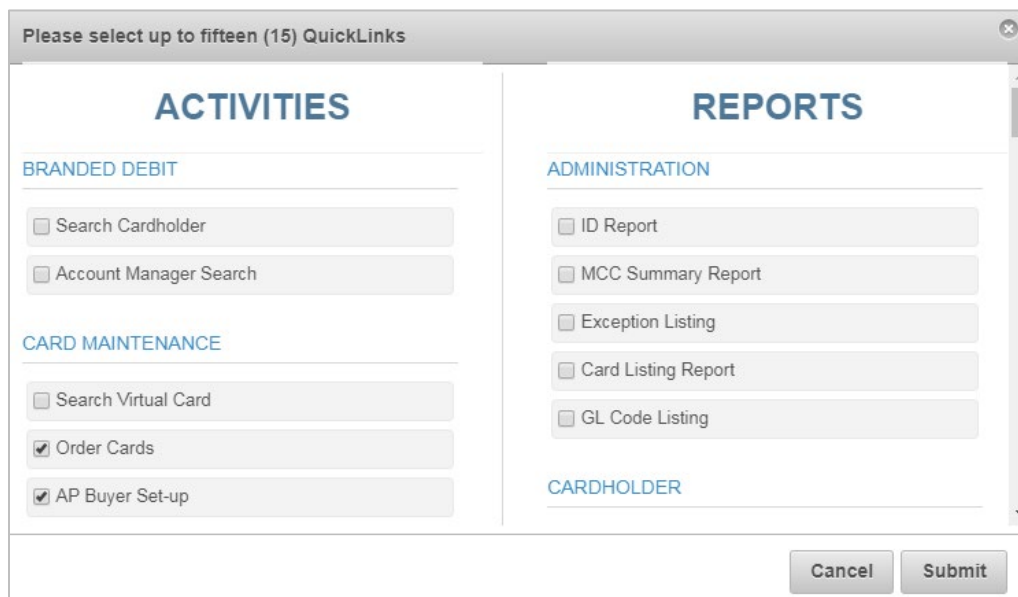 Please select up to fifteen (15) QuickLinks
ACTIVITIES
BRANDED DEBIT
Search Cardholder
Account Manager Search
CARD MAINTENANCE
Search Virtual Card
Order Cards
AP Buyer Set-up
REPORTS
ADMINISTRATION
ID Report
MCC Summary Report
Exception Listing
Card Listing Report
GL Code Listing
CARDHOLDER
Cancel
Submit